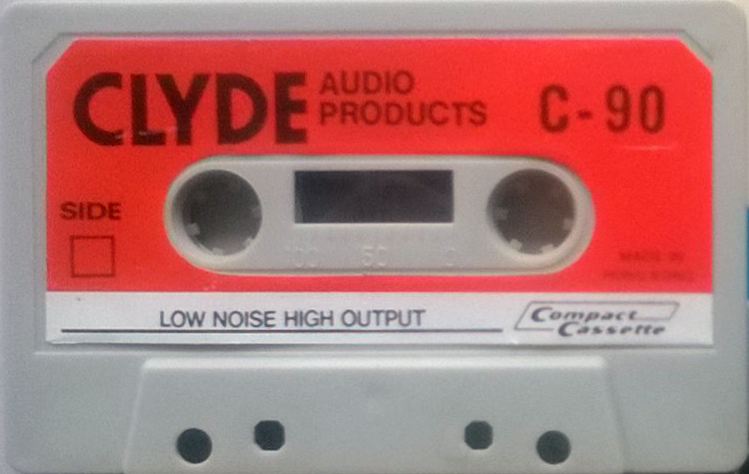 CLYDE AUDIO PRODUCTS C-90
SIDE
100 50 0
MADE IN
HONG KONG
LOW NOISE HIGH OUTPUT
Compact
Cassette